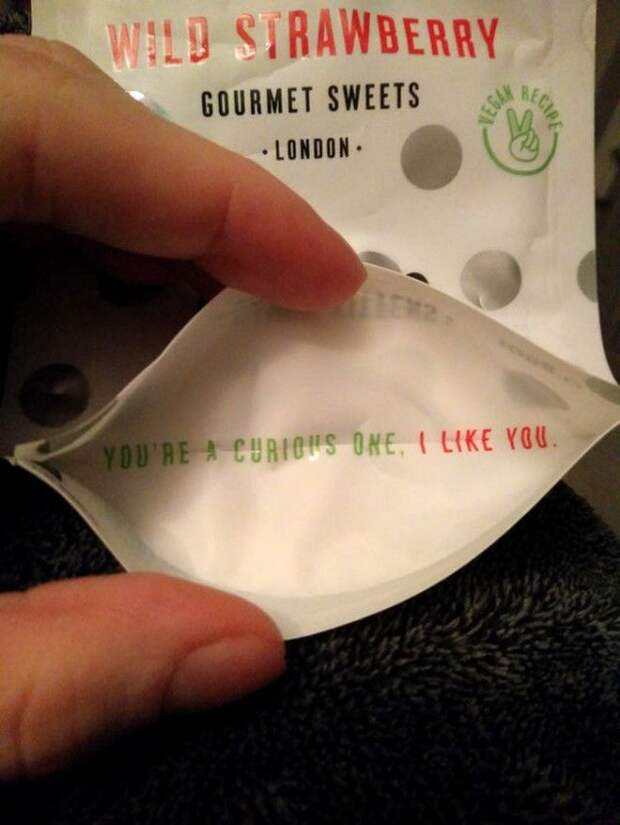 WILD STRAWBERRY
GOURMET SWEETS
· LONDON ·
VEGAN RECIPE
YOU'RE A CURIOUS ONE, I LIKE YOU.